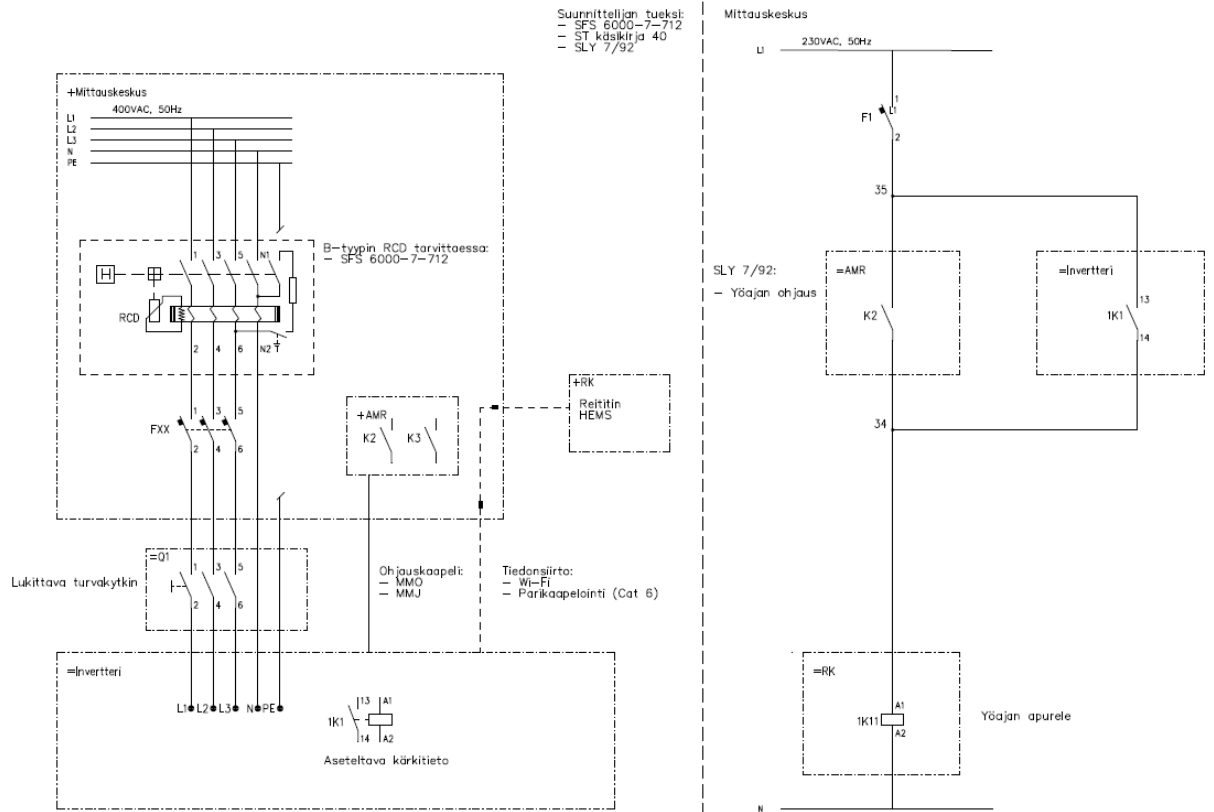 Suunnittelijan tueksi:
– SFS 6000-7-712
– ST käsikirja 40
– SLY 7/92
+Mittauskeskus
400VAC, 50Hz
L1
L2
L3
N
PE
B-tyypin RCD tarvittaessa:
– SFS 6000-7-712
1 3 5 N1
H
RCD
2 4 6 N2
1 3 5
FXX
2 4 6
+AMR
K2 K3
+RK
Reititin
HEMS
=Q1
1 3 5
Lukittava turvakytkin
2 4 6
Ohjauskaapeli:
– MMO
– MMJ
Tiedonsiirto:
– Wi-Fi
– Parikaapelointi (Cat 6)
=Invertteri
L1 L2 L3 N PE
13 A1
1K1
14 A2
Aseteltava kärkitieto
Mittauskeskus
230VAC, 50Hz
L1
1
L1
F1
2
35
SLY 7/92:
– Yöajan ohjaus
=AMR
K2
=Invertteri
13
1K1
14
34
=RK
A1
1K11
A2
Yöajan apurele
N